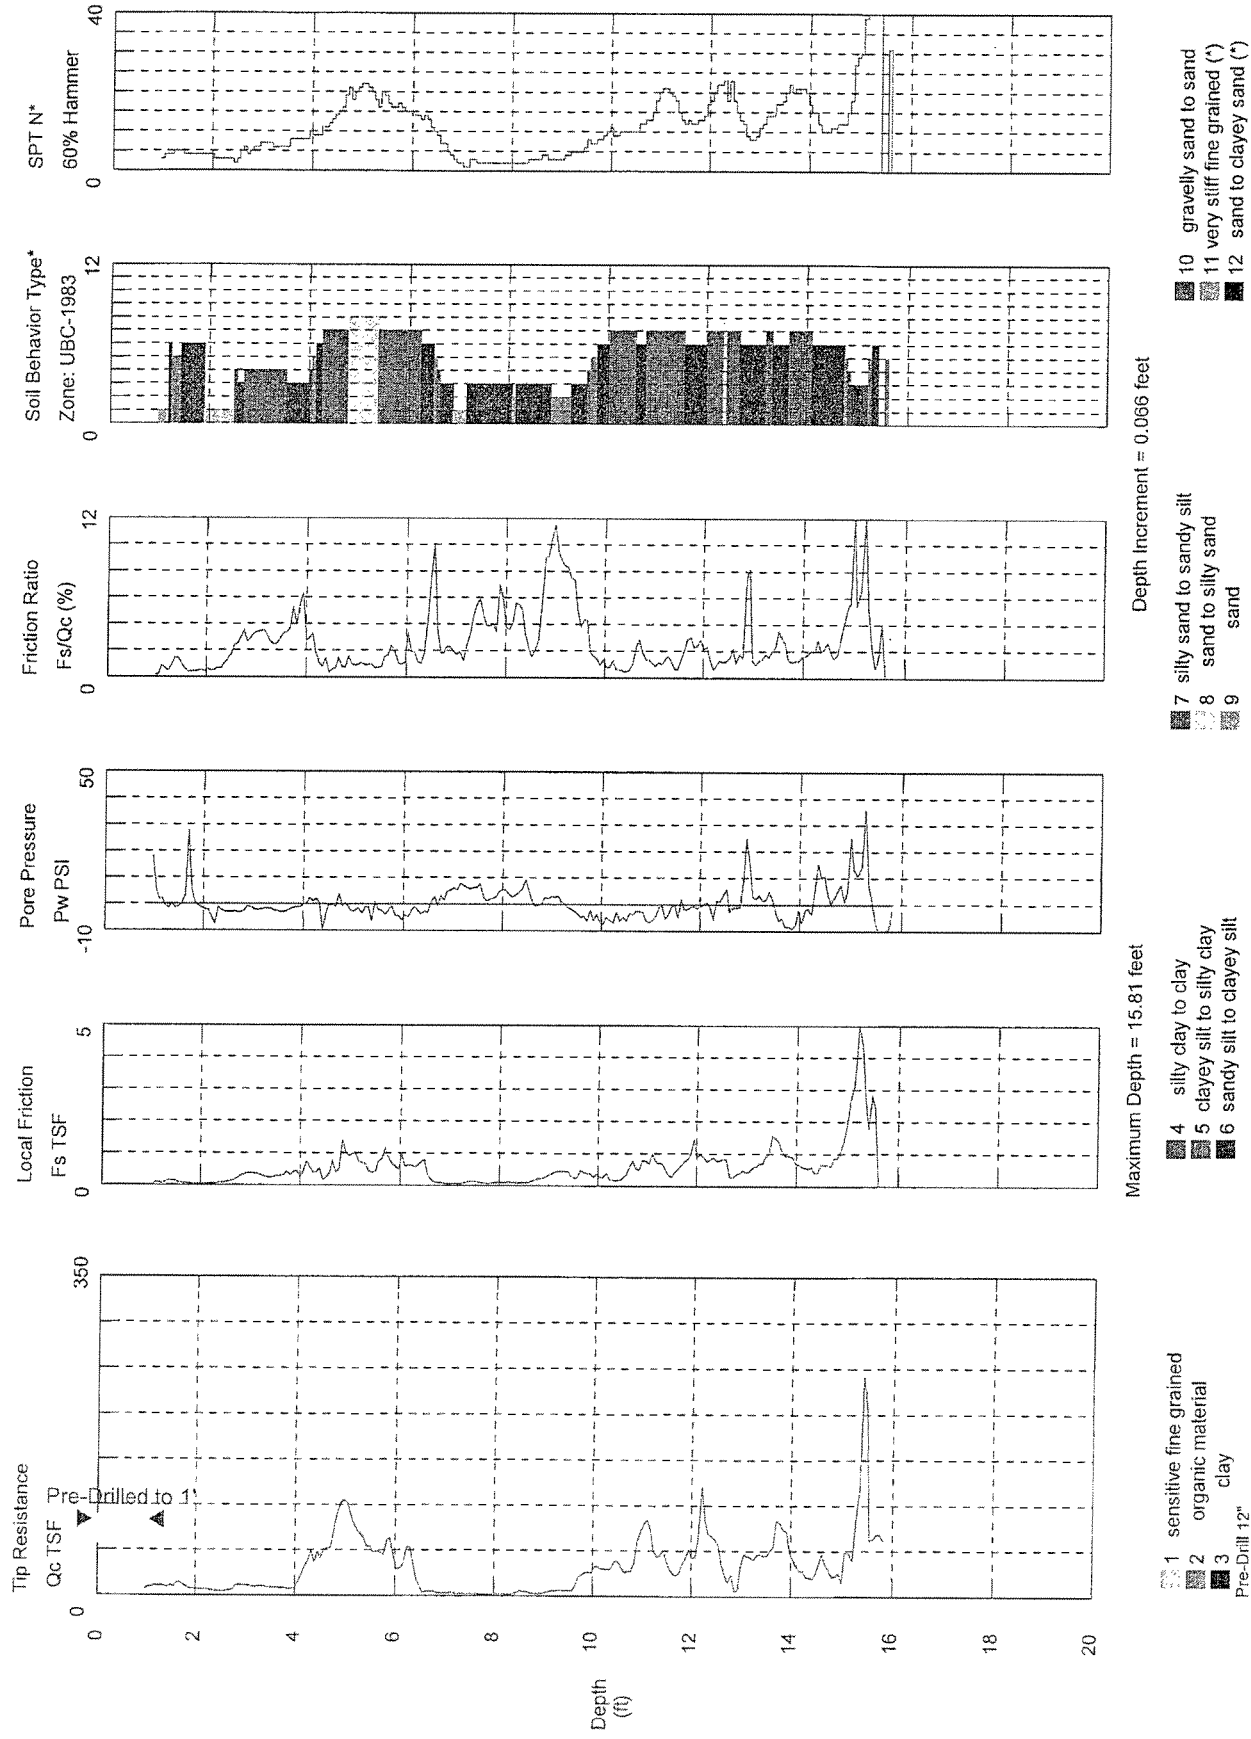 Tip Resistance
Qc TSF
0
350
Pre-Drilled to 1'
Local Friction
Fs TSF
0
5
Pore Pressure
Pw PSI
-10
50
Friction Ratio
Fs/Qc (%)
0
12
Soil Behavior Type*
Zone: UBC-1983
0
12
SPT N*
60% Hammer
0
40
0
2
4
6
8
10
12
14
16
18
20
Depth
(ft)
Maximum Depth = 15.81 feet
Depth Increment = 0.066 feet
1 sensitive fine grained
2 organic material
3 clay
Pre-Drill 12"
4 silty clay to clay
5 clayey silt to silty clay
6 sandy silt to clayey silt
7 silty sand to sandy silt
8 sand to silty sand
9 sand
10 gravelly sand to sand
11 very stiff fine grained (*)
12 sand to clayey sand (*)